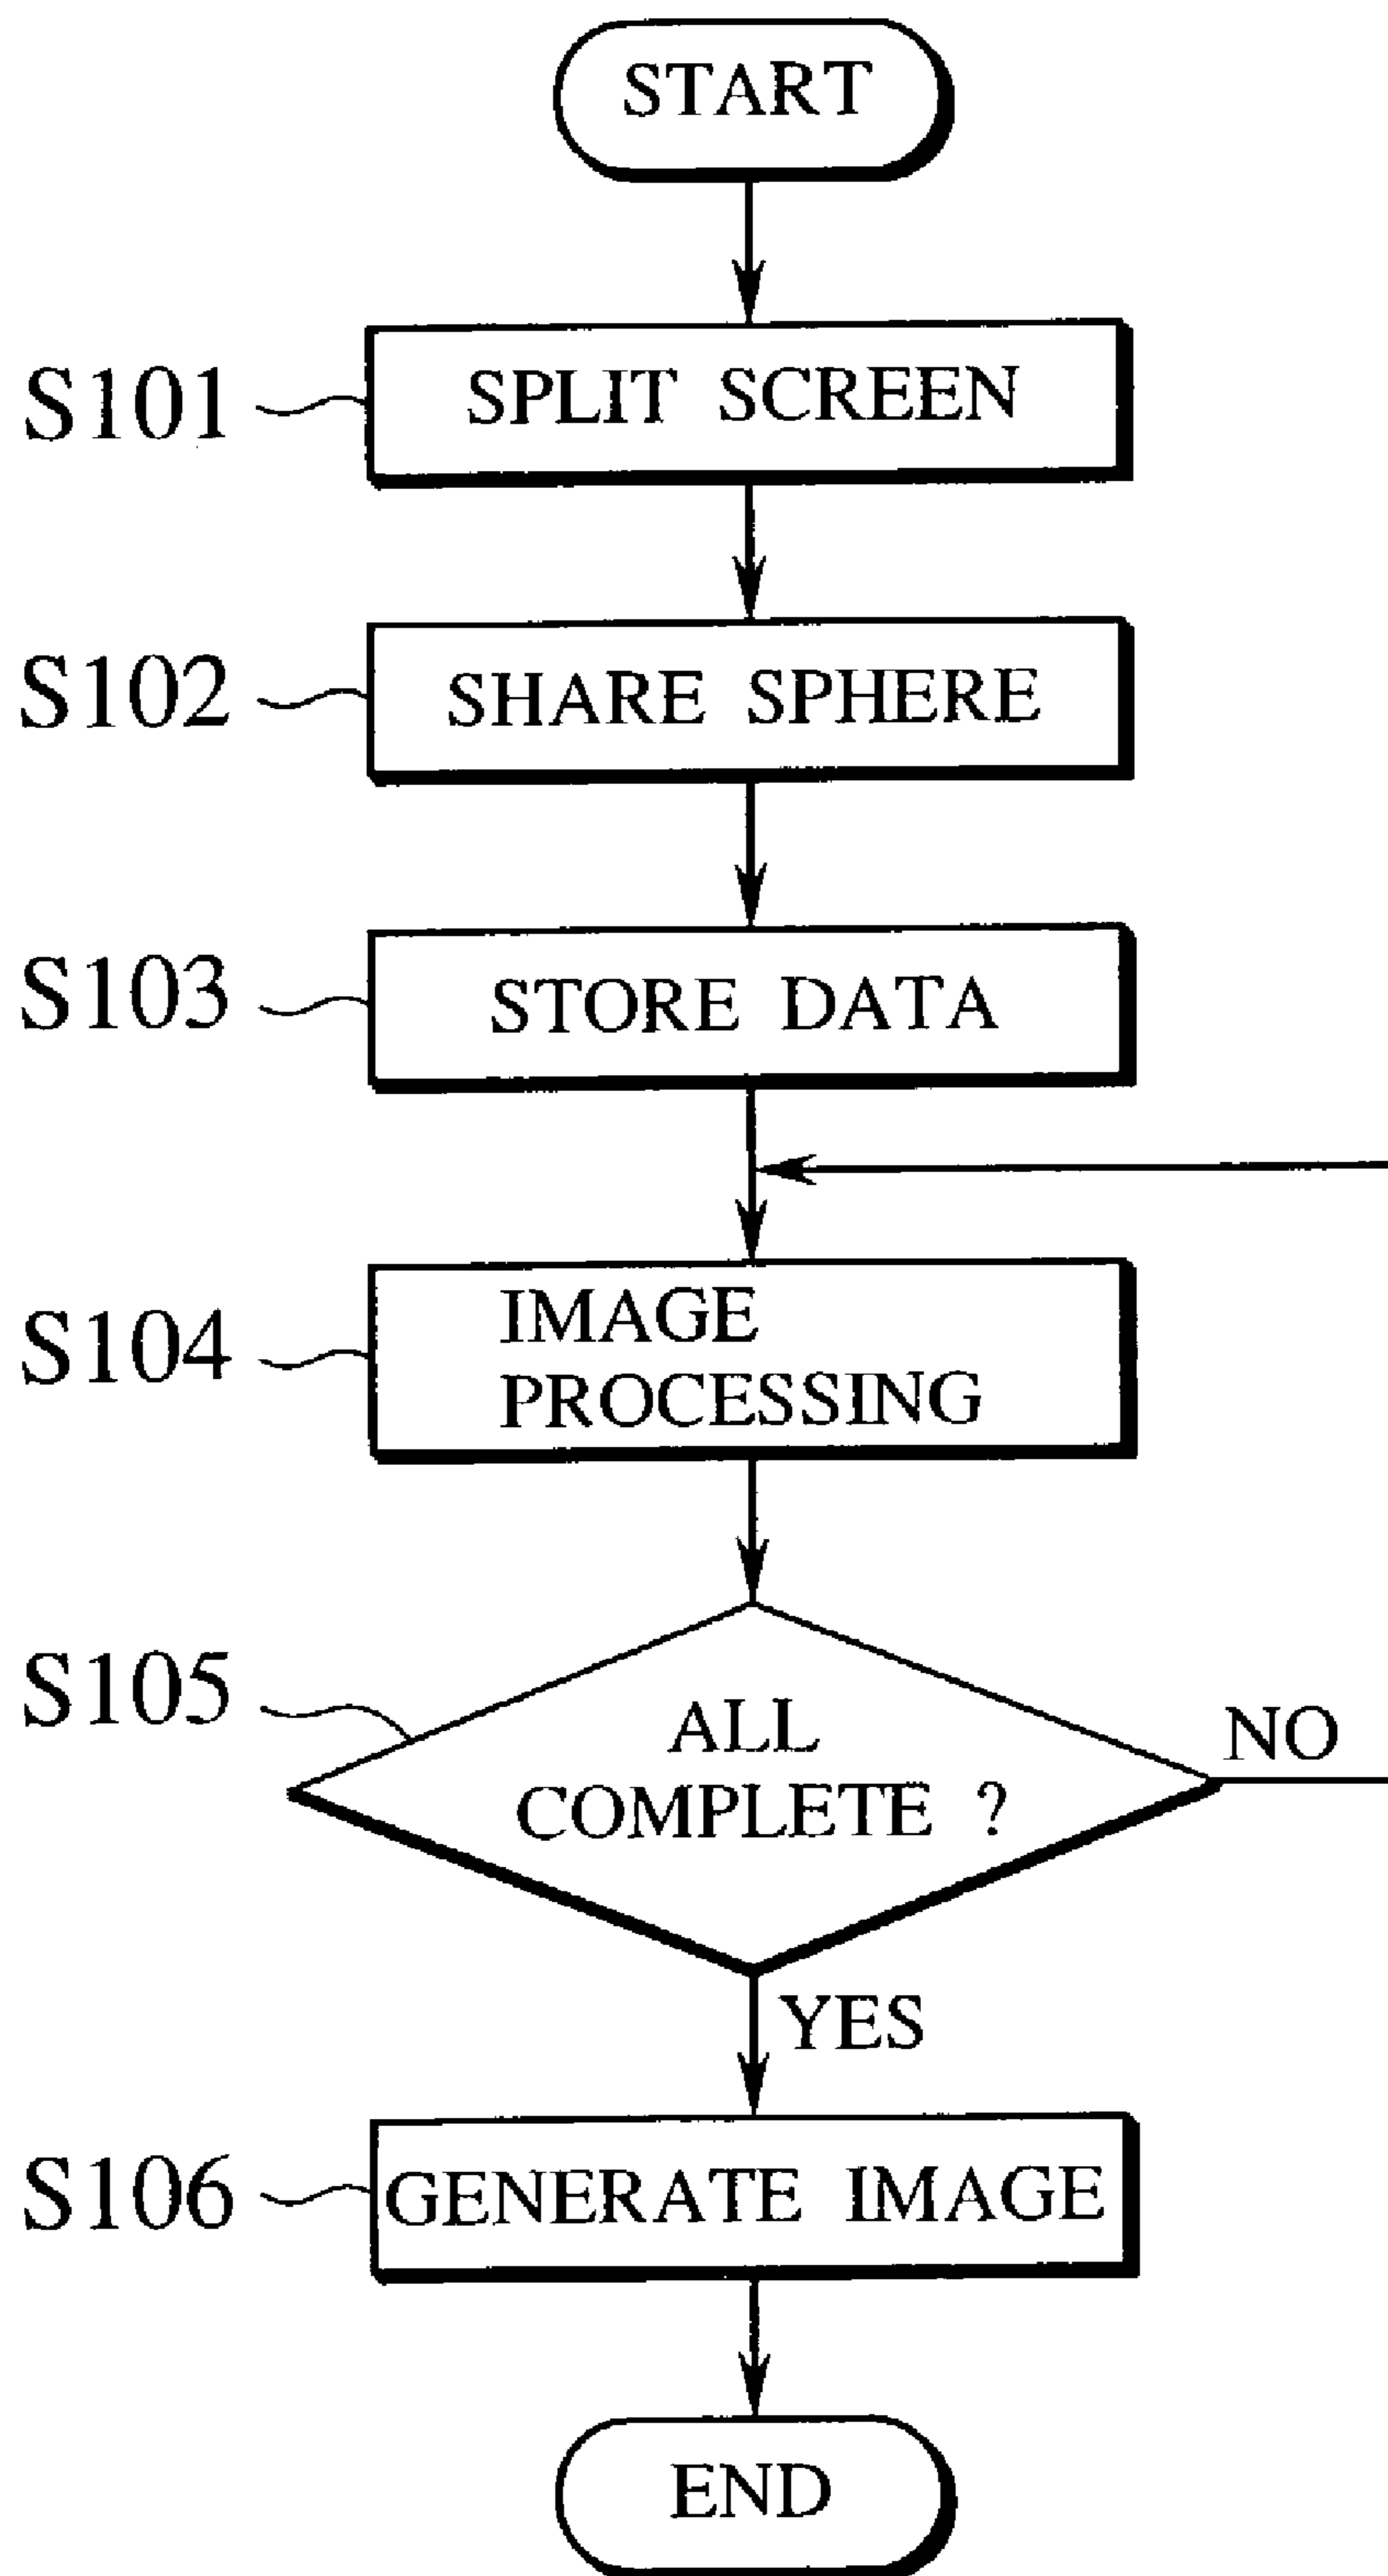 START
S101
SPLIT SCREEN
S102
SHARE SPHERE
S103
STORE DATA
S104
IMAGE
PROCESSING
S105
ALL
COMPLETE ?
NO
YES
S106
GENERATE IMAGE
END